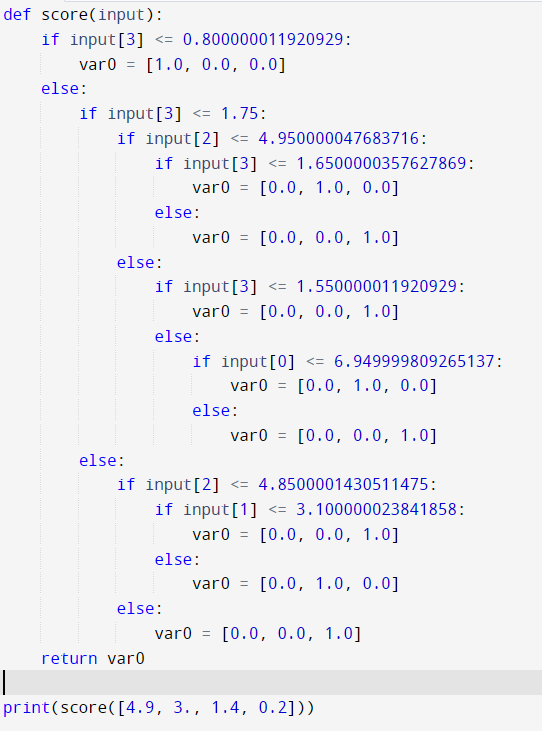 def score(input):
    if input[3] <= 0.800000011920929:
        var0 = [1.0, 0.0, 0.0]
    else:
        if input[3] <= 1.75:
            if input[2] <= 4.950000047683716:
                if input[3] <= 1.6500000357627869:
                    var0 = [0.0, 1.0, 0.0]
                else:
                    var0 = [0.0, 0.0, 1.0]
            else:
                if input[3] <= 1.550000011920929:
                    var0 = [0.0, 0.0, 1.0]
                else:
                    if input[0] <= 6.949999809265137:
                        var0 = [0.0, 1.0, 0.0]
                    else:
                        var0 = [0.0, 0.0, 1.0]
        else:
            if input[2] <= 4.8500001430511475:
                if input[1] <= 3.100000023841858:
                    var0 = [0.0, 0.0, 1.0]
                else:
                    var0 = [0.0, 1.0, 0.0]
            else:
                var0 = [0.0, 0.0, 1.0]
    return var0

print(score([4.9, 3., 1.4, 0.2]))